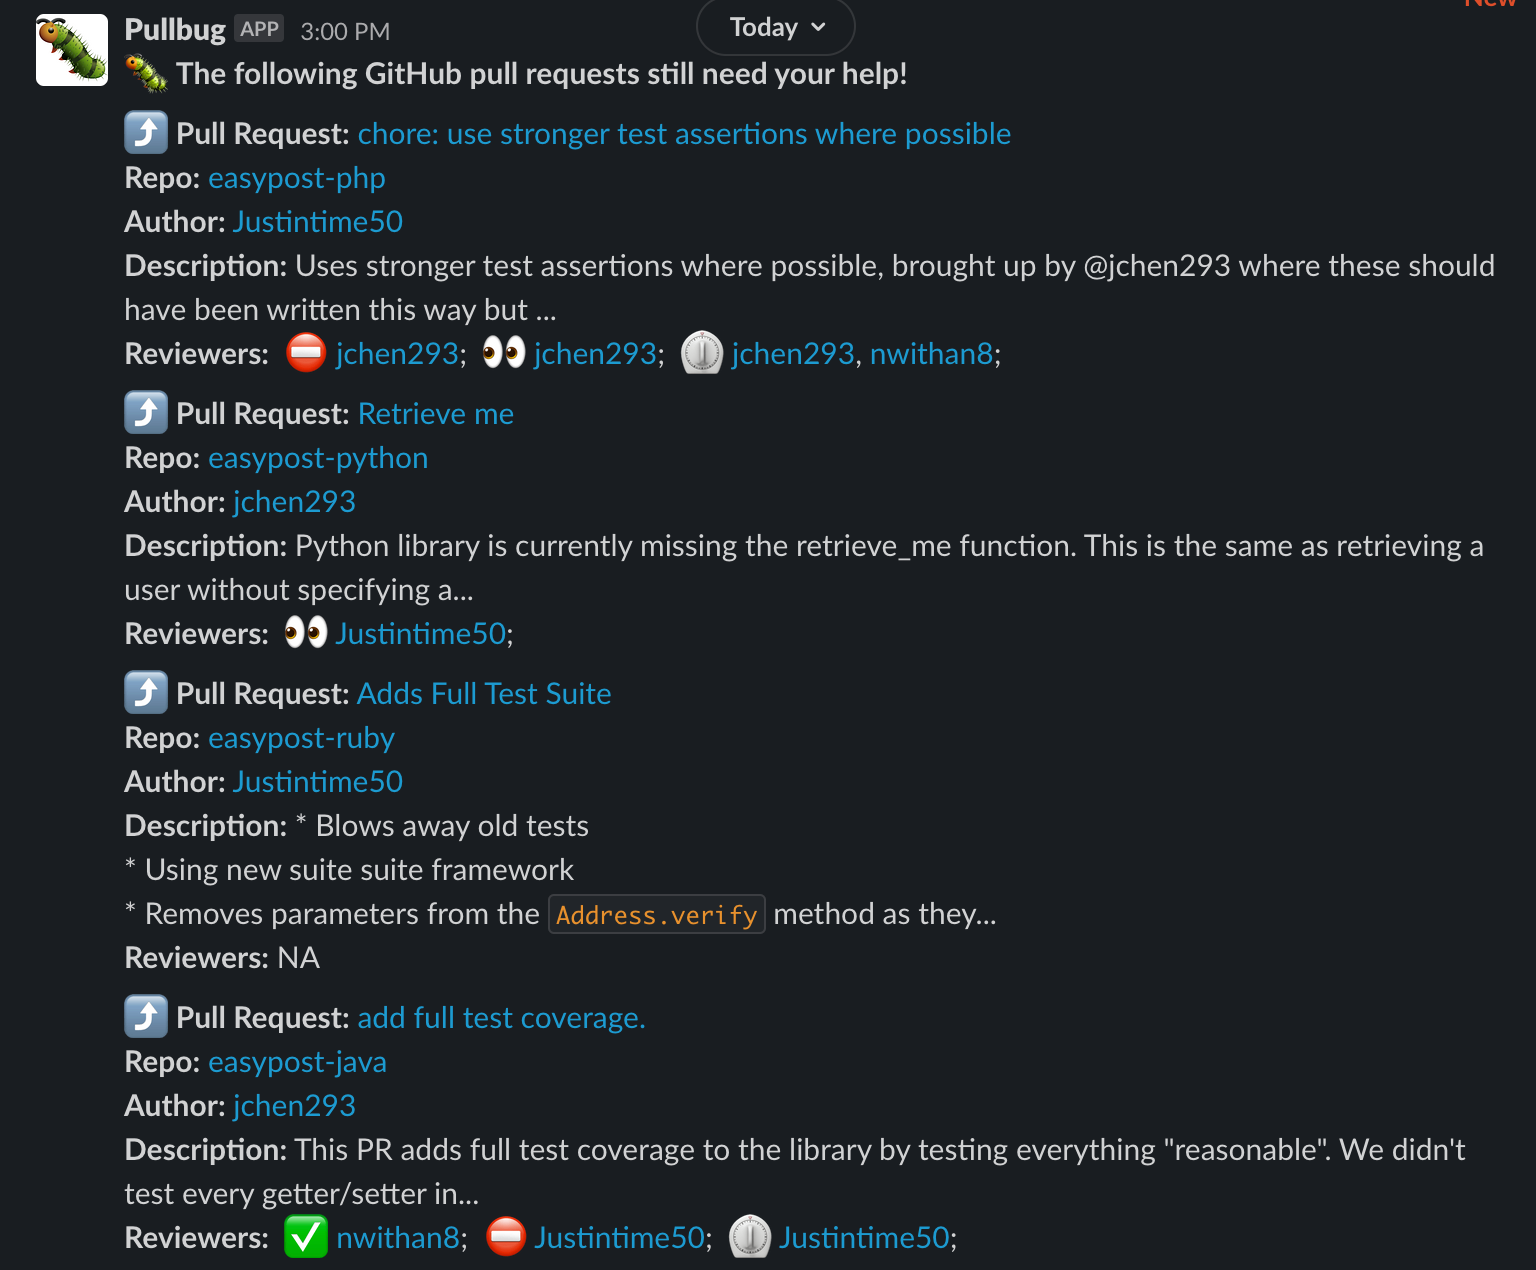 New
Pullbug APP 3:00 PM
Today
The following GitHub pull requests still need your help!
Pull Request: chore: use stronger test assertions where possible
Repo: easypost-php
Author: Justintime50
Description: Uses stronger test assertions where possible, brought up by @jchen293 where these should
have been written this way but ...
Reviewers: jchen293; jchen293; jchen293, nwithan8;
Pull Request: Retrieve me
Repo: easypost-python
Author: jchen293
Description: Python library is currently missing the retrieve_me function. This is the same as retrieving a
user without specifying a...
Reviewers: Justintime50;
Pull Request: Adds Full Test Suite
Repo: easypost-ruby
Author: Justintime50
Description: * Blows away old tests
* Using new suite suite framework
* Removes parameters from the Address.verify method as they...
Reviewers: NA
Pull Request: add full test coverage.
Repo: easypost-java
Author: jchen293
Description: This PR adds full test coverage to the library by testing everything "reasonable". We didn't
test every getter/setter in...
Reviewers: nwithan8; Justintime50; Justintime50;